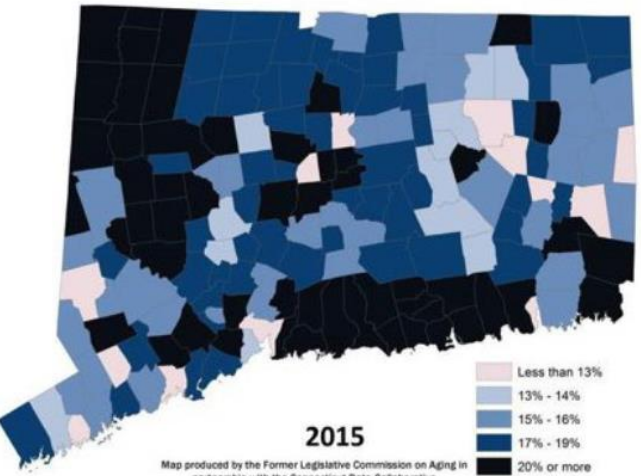 Less than 13%
13% - 14%
15% - 16%
17% - 19%
20% or more
2015
Map produced by the Former Legislative Commission on Aging in